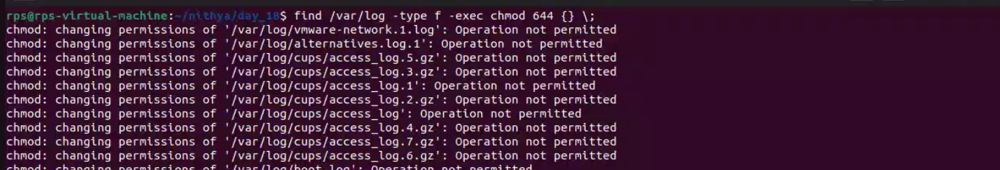 rps@rps-virtual-machine:~/nithya/day_18$ find /var/log -type f -exec chmod 644 {} \;
chmod: changing permissions of '/var/log/vmware-network.1.log': Operation not permitted
chmod: changing permissions of '/var/log/alternatives.log.1': Operation not permitted
chmod: changing permissions of '/var/log/cups/access_log.5.gz': Operation not permitted
chmod: changing permissions of '/var/log/cups/access_log.3.gz': Operation not permitted
chmod: changing permissions of '/var/log/cups/access_log.1': Operation not permitted
chmod: changing permissions of '/var/log/cups/access_log.2.gz': Operation not permitted
chmod: changing permissions of '/var/log/cups/access_log': Operation not permitted
chmod: changing permissions of '/var/log/cups/access_log.4.gz': Operation not permitted
chmod: changing permissions of '/var/log/cups/access_log.7.gz': Operation not permitted
chmod: changing permissions of '/var/log/cups/access_log.6.gz': Operation not permitted
chmod: changing permissions of '/var/log/boot.log': Operation not permitted